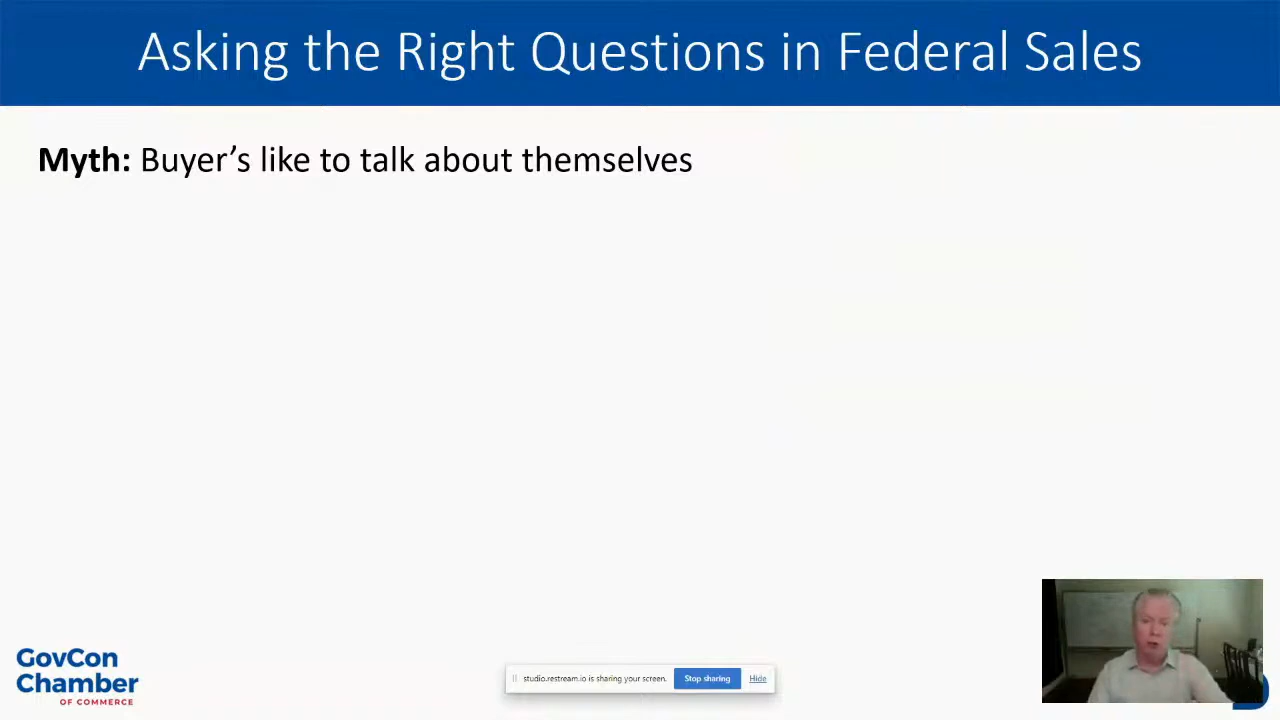 Asking the Right Questions in Federal Sales
Myth: Buyer’s like to talk about themselves
GovCon
Chamber
OF COMMERCE
studio.restream.io is sharing your screen.
Stop sharing
Hide